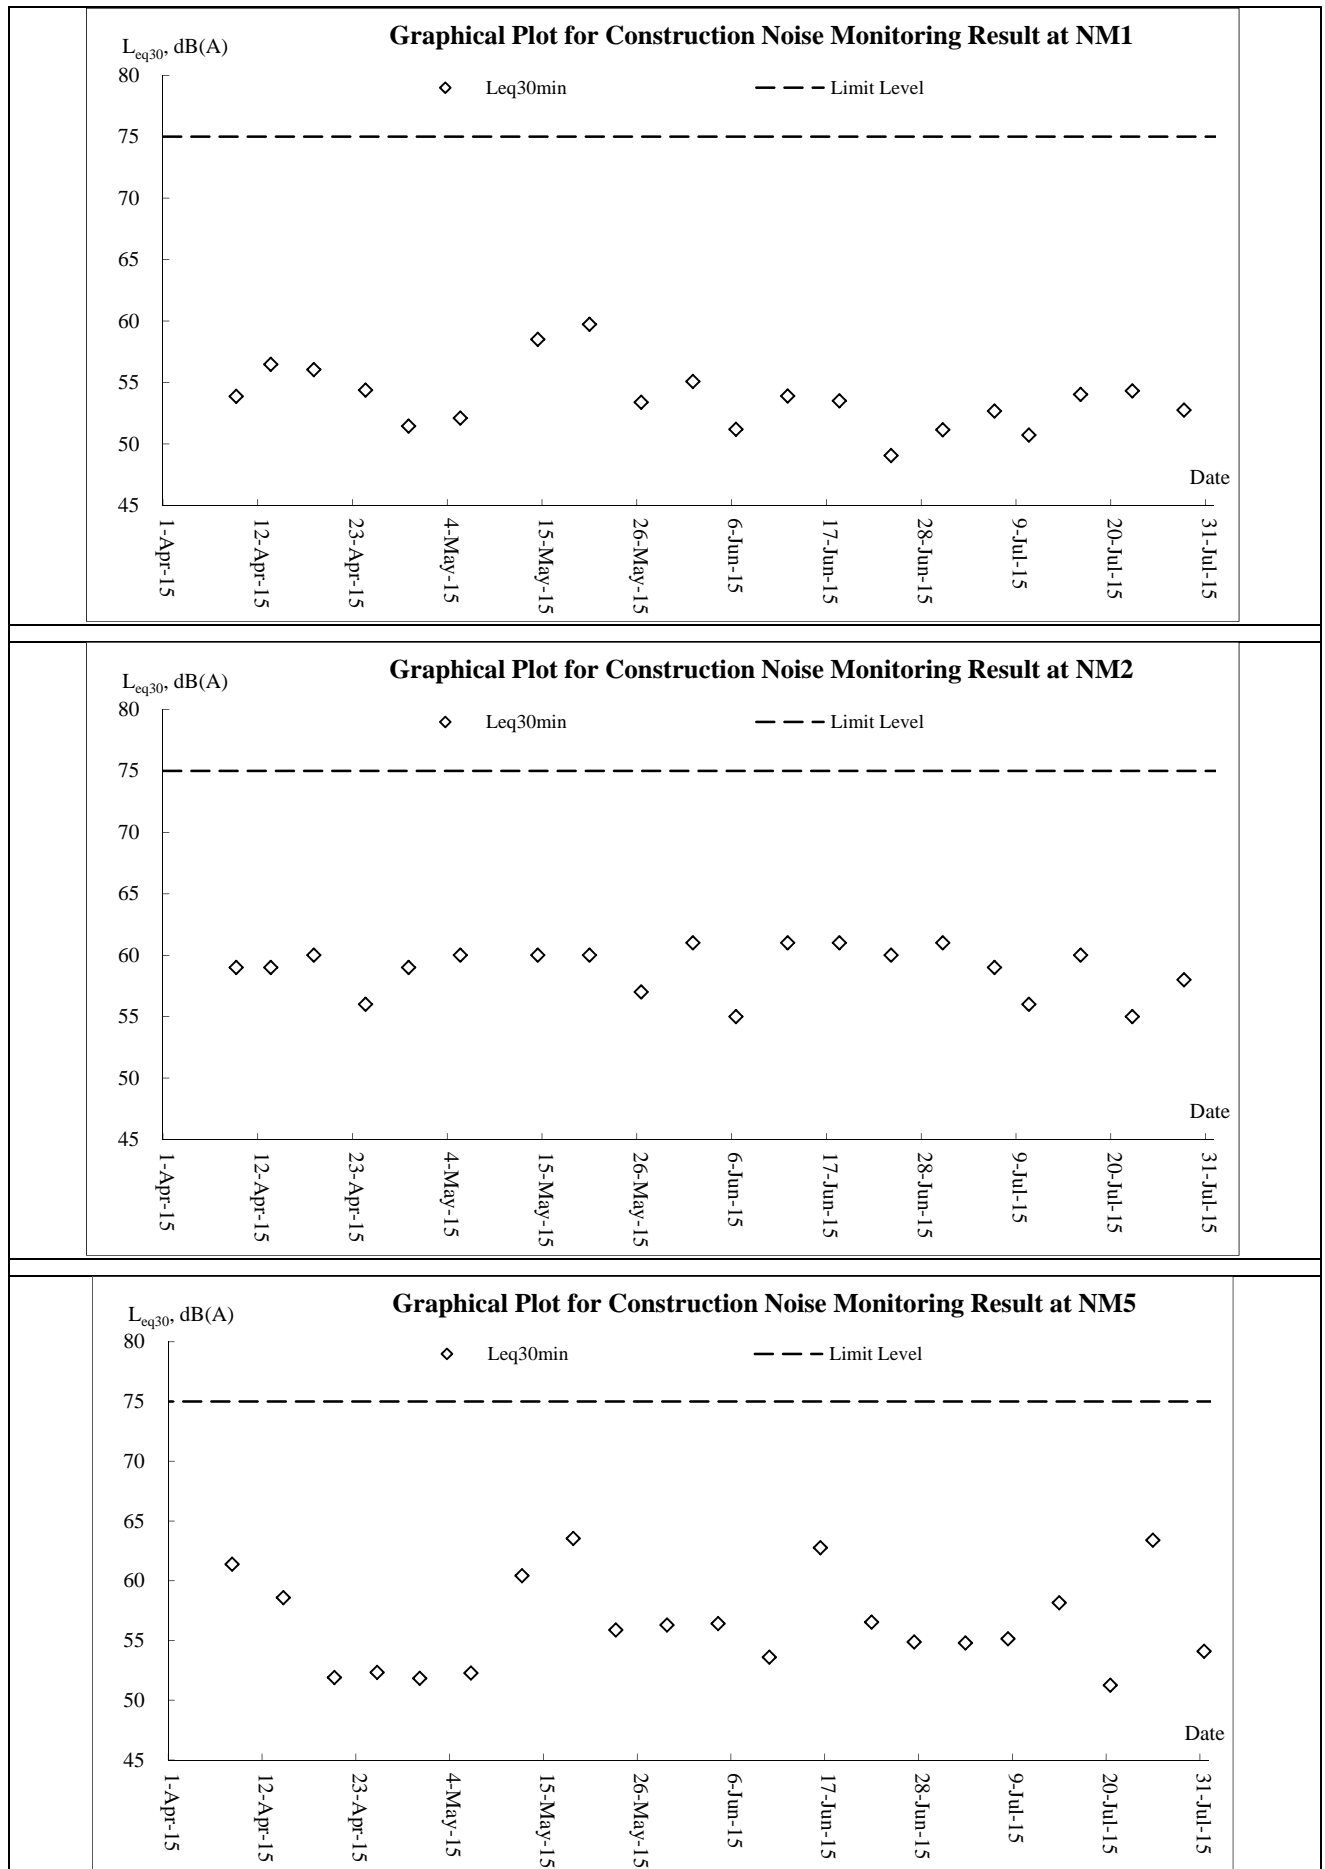 Graphical Plot for Construction Noise Monitoring Result at NM1
Leq30, dB(A)
Leq30min
Limit Level
80
75
70
65
60
55
50
45
Date
1-Apr-15
12-Apr-15
23-Apr-15
4-May-15
15-May-15
26-May-15
6-Jun-15
17-Jun-15
28-Jun-15
9-Jul-15
20-Jul-15
31-Jul-15
Graphical Plot for Construction Noise Monitoring Result at NM2
Leq30, dB(A)
Leq30min
Limit Level
80
75
70
65
60
55
50
45
Date
1-Apr-15
12-Apr-15
23-Apr-15
4-May-15
15-May-15
26-May-15
6-Jun-15
17-Jun-15
28-Jun-15
9-Jul-15
20-Jul-15
31-Jul-15
Graphical Plot for Construction Noise Monitoring Result at NM5
Leq30, dB(A)
Leq30min
Limit Level
80
75
70
65
60
55
50
45
Date
1-Apr-15
12-Apr-15
23-Apr-15
4-May-15
15-May-15
26-May-15
6-Jun-15
17-Jun-15
28-Jun-15
9-Jul-15
20-Jul-15
31-Jul-15